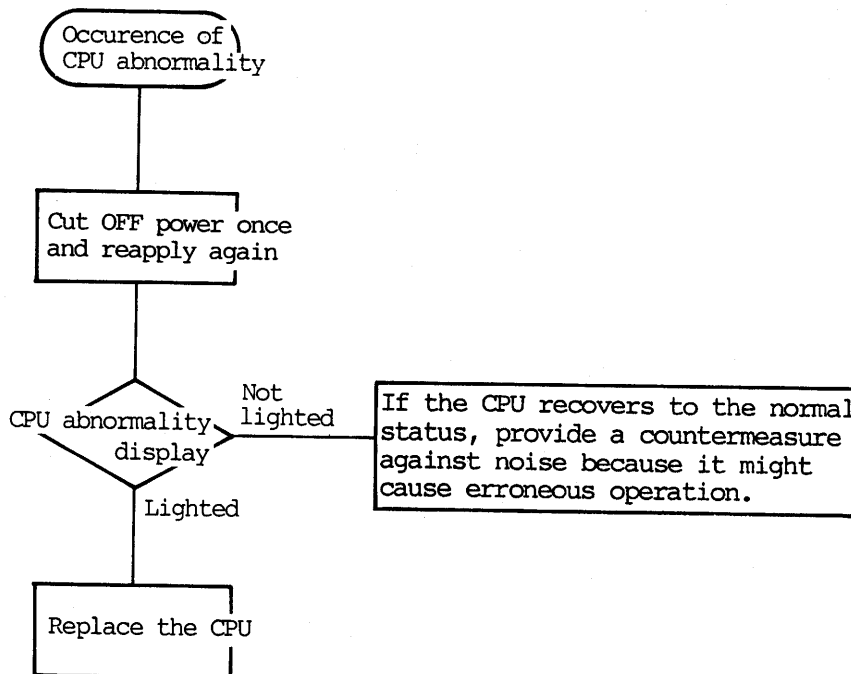 Occurence of
CPU abnormality
Cut OFF power once
and reapply again
CPU abnormality
display
Not
lighted
If the CPU recovers to the normal
status, provide a countermeasure
against noise because it might
cause erroneous operation.
Lighted
Replace the CPU